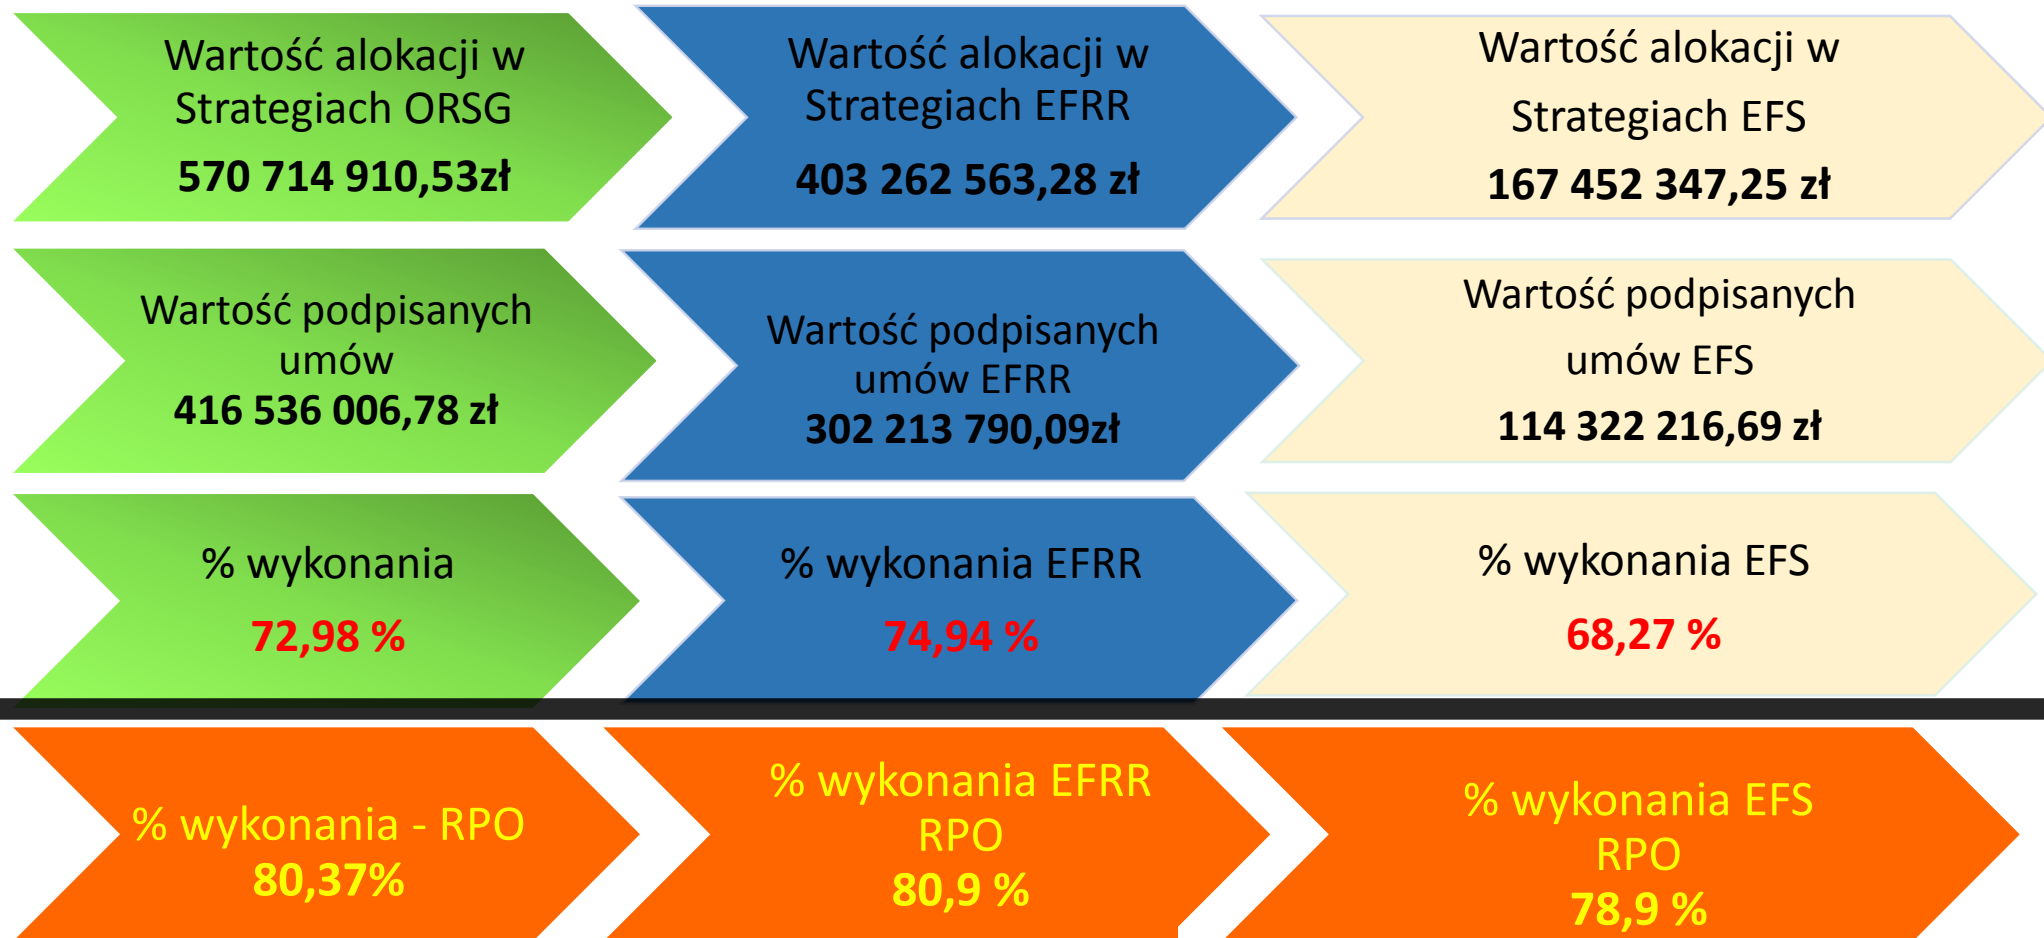 Wartość alokacji w
Strategiach ORSG
570 714 910,53zł
Wartość alokacji w
Strategiach EFRR
403 262 563,28 zł
Wartość alokacji w
Strategiach EFS
167 452 347,25 zł
Wartość podpisanych
umów
416 536 006,78 zł
Wartość podpisanych
umów EFRR
302 213 790,09zł
Wartość podpisanych
umów EFS
114 322 216,69 zł
% wykonania
72,98 %
% wykonania EFRR
74,94 %
% wykonania EFS
68,27 %
% wykonania - RPO
80,37%
% wykonania EFRR
RPO
80,9 %
% wykonania EFS
RPO
78,9 %